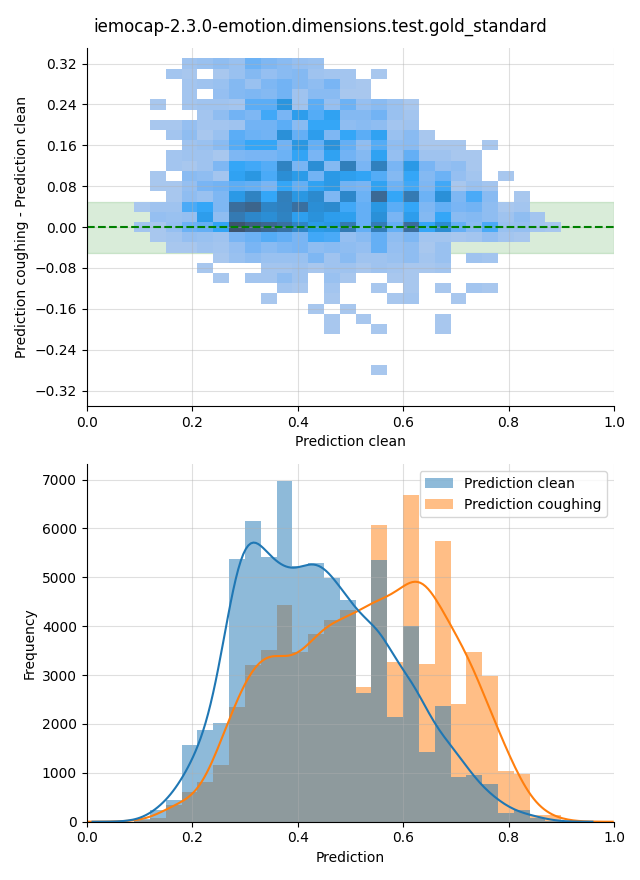 iemocap-2.3.0-emotion.dimensions.test.gold_standard
Prediction coughing - Prediction clean
0.32
0.24
0.16
0.08
0.00
−0.08
−0.16
−0.24
−0.32
0.0 0.2 0.4 0.6 0.8 1.0
Prediction clean
Prediction clean
Prediction coughing
Frequency
7000
6000
5000
4000
3000
2000
1000
0
0.0 0.2 0.4 0.6 0.8 1.0
Prediction